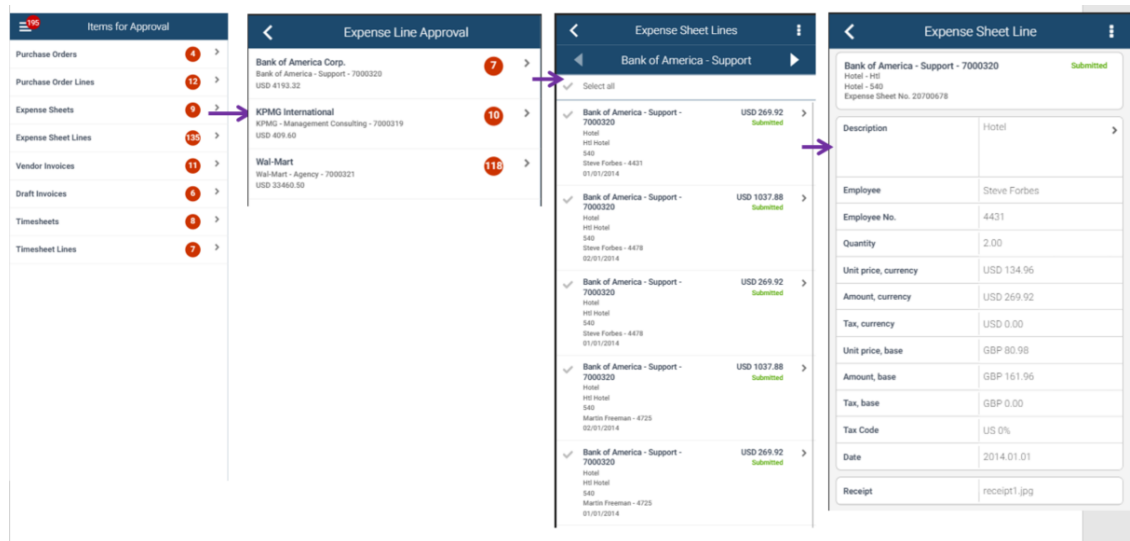 195
Items for Approval
Purchase Orders 4
Purchase Order Lines 12
Expense Sheets 9
Expense Sheet Lines 135
Vendor Invoices 11
Draft Invoices 6
Timesheets 8
Timesheet Lines 7
Expense Line Approval
Bank of America Corp.
Bank of America - Support - 7000320
USD 4193.32
7
KPMG International
KPMG - Management Consulting - 7000319
USD 409.60
10
Wal-Mart
Wal-Mart - Agency - 7000321
USD 33460.50
118
Expense Sheet Lines
Bank of America - Support
Select all
Bank of America - Support - USD 269.92
7000320 Submitted
Hotel
Htl Hotel
540
Steve Forbes - 4431
01/01/2014
Bank of America - Support - USD 1037.88
7000320 Submitted
Hotel
Htl Hotel
540
Steve Forbes - 4478
02/01/2014
Bank of America - Support - USD 269.92
7000320 Submitted
Hotel
Htl Hotel
540
Steve Forbes - 4478
01/01/2014
Bank of America - Support - USD 1037.88
7000320 Submitted
Hotel
Htl Hotel
540
Martin Freeman - 4725
02/01/2014
Bank of America - Support - USD 269.92
7000320 Submitted
Hotel
Htl Hotel
540
Martin Freeman - 4725
01/01/2014
Expense Sheet Line
Bank of America - Support - 7000320 Submitted
Hotel - Htl
Hotel - 540
Expense Sheet No. 20700678
Description Hotel
Employee Steve Forbes
Employee No. 4431
Quantity 2.00
Unit price, currency USD 134.96
Amount, currency USD 269.92
Tax, currency USD 0.00
Unit price, base GBP 80.98
Amount, base GBP 161.96
Tax, base GBP 0.00
Tax Code US 0%
Date 2014.01.01
Receipt receipt1.jpg